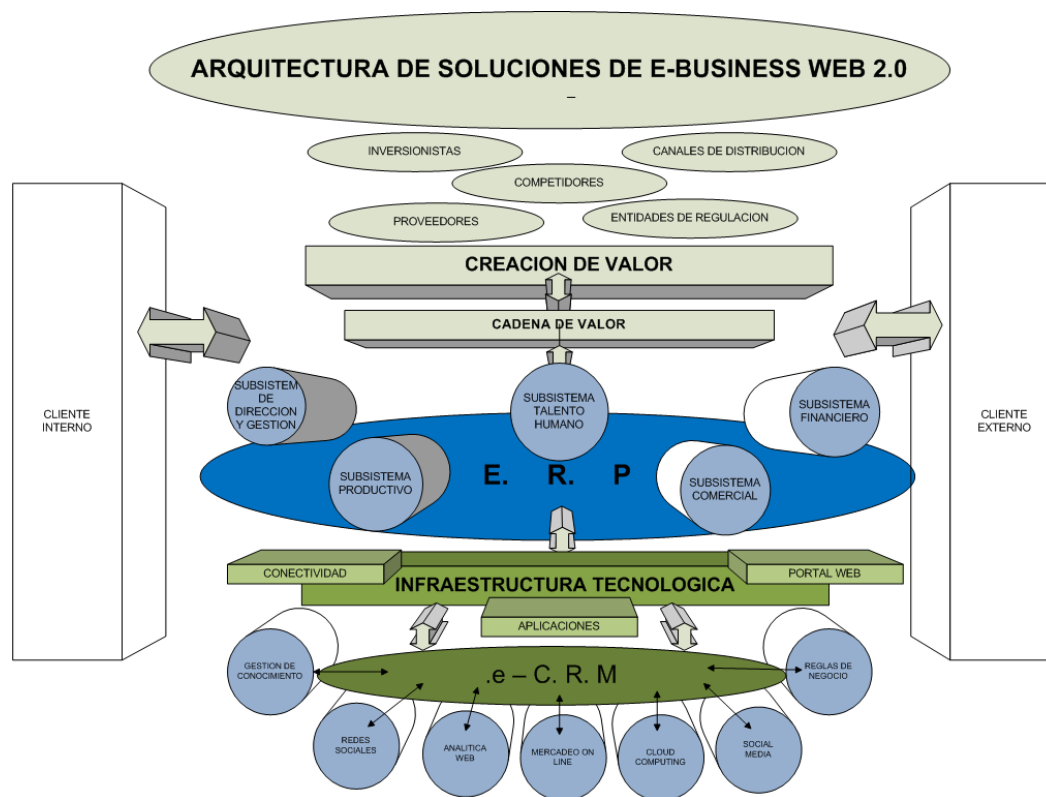 ARQUITECTURA DE SOLUCIONES DE E-BUSINESS WEB 2.0
–
INVERSIONISTAS
CANALES DE DISTRIBUCION
COMPETIDORES
PROVEEDORES
ENTIDADES DE REGULACION
CREACION DE VALOR
CADENA DE VALOR
CLIENTE
INTERNO
CLIENTE
EXTERNO
SUBSISTEM
DE
DIRECCION
Y GESTION
SUBSISTEMA
TALENTO
HUMANO
SUBSISTEMA
FINANCIERO
SUBSISTEMA
PRODUCTIVO
E. R. P
SUBSISTEMA
COMERCIAL
CONECTIVIDAD
PORTAL WEB
INFRAESTRUCTURA TECNOLOGICA
APLICACIONES
GESTION DE
CONOCIMIENTO
.e – C. R. M
REGLAS DE
NEGOCIO
REDES
SOCIALES
ANALITICA
WEB
MERCADEO ON
LINE
CLOUD
COMPUTING
SOCIAL
MEDIA